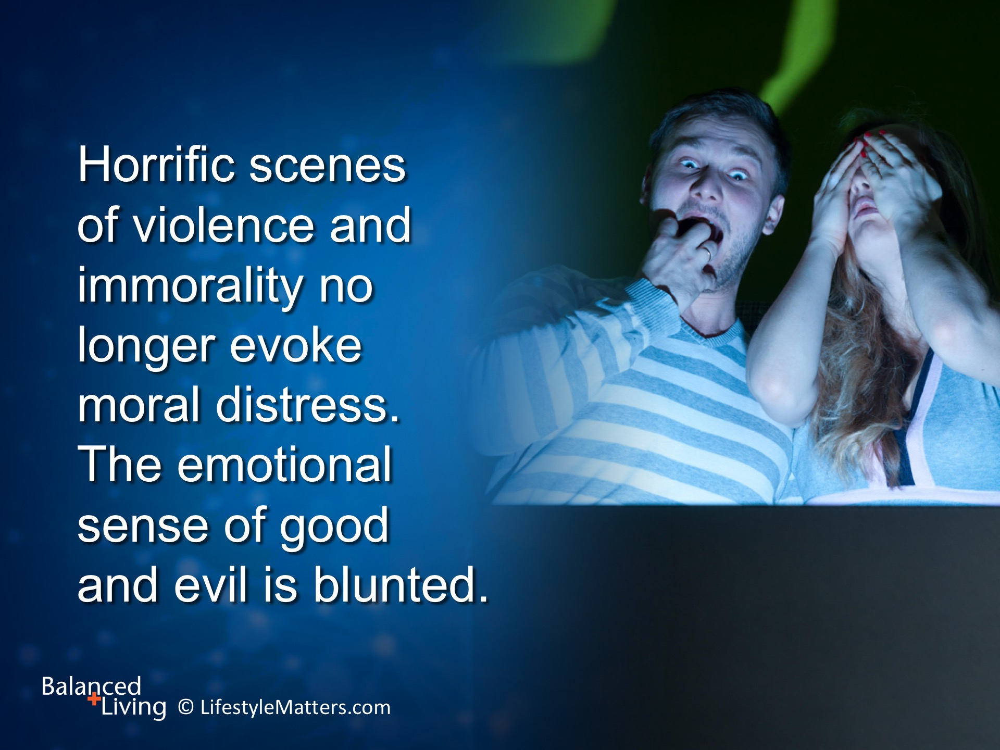 Horrific scenes
of violence and
immorality no
longer evoke
moral distress.
The emotional
sense of good
and evil is blunted.
Balanced
Living © LifestyleMatters.com